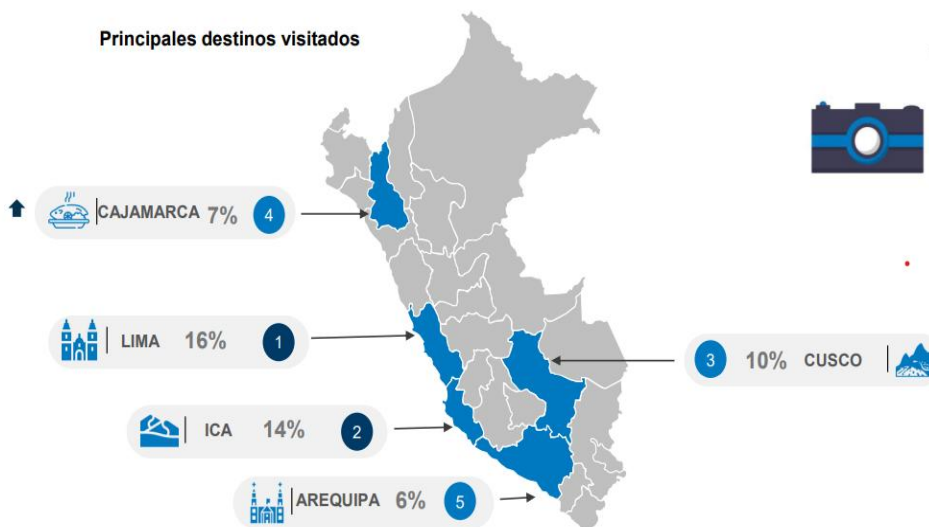 Principales destinos visitados
CAJAMARCA 7% 4
LIMA 16% 1
3 10% CUSCO
ICA 14% 2
AREQUIPA 6% 5